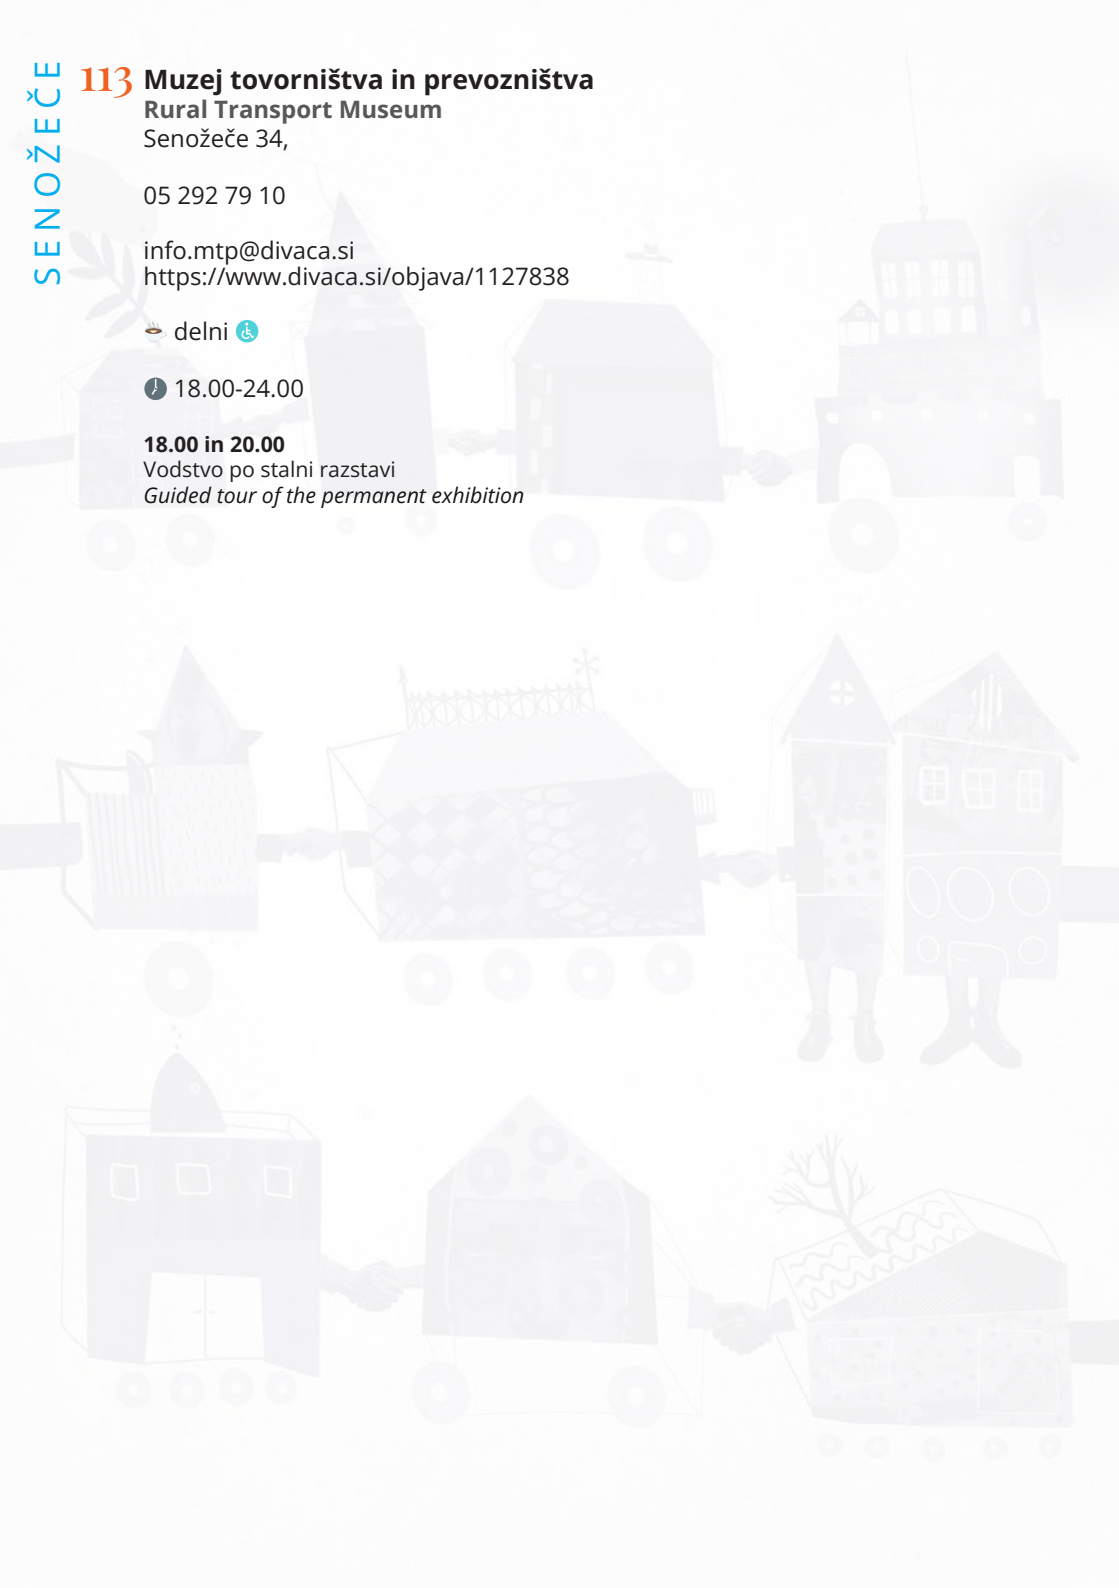 SENOŽEČE
113 Muzej tovorništva in prevozništva
Rural Transport Museum
Senožeče 34,
05 292 79 10
info.mtp@divaca.si
https://www.divaca.si/objava/1127838
delni
18.00-24.00
18.00 in 20.00
Vodstvo po stalni razstavi
Guided tour of the permanent exhibition